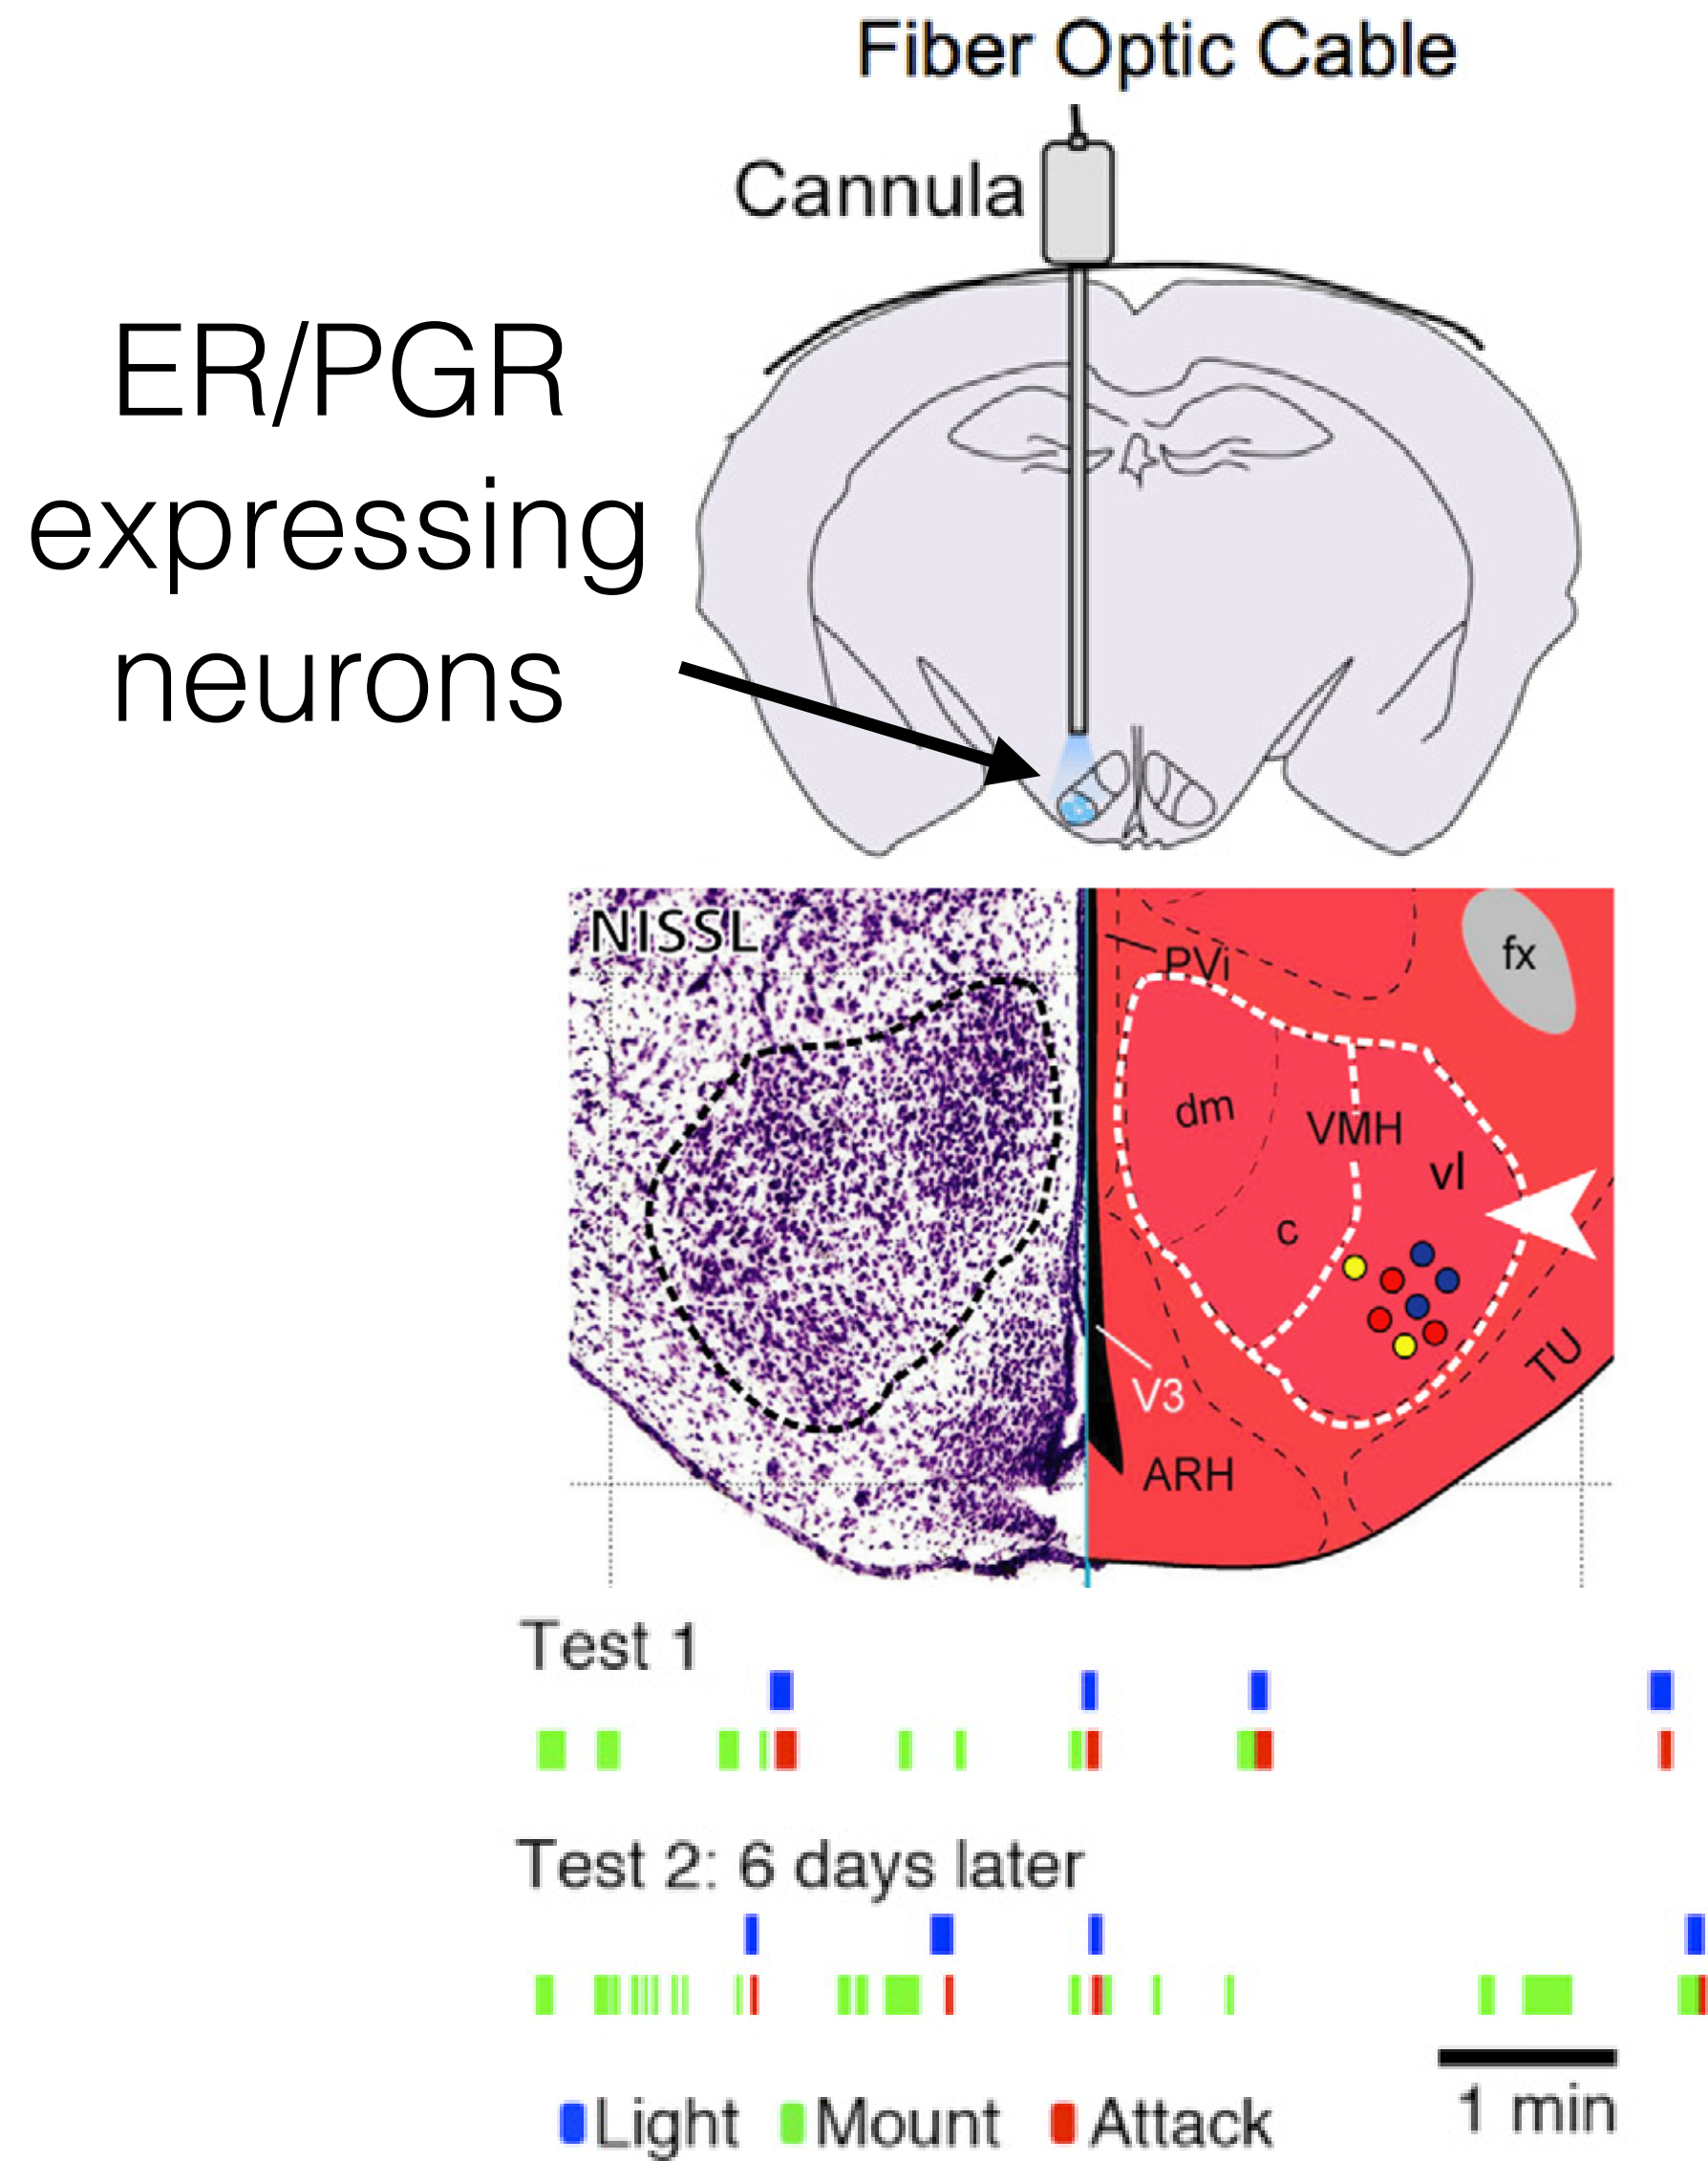 Fiber Optic Cable
Cannula
ER/PGR
expressing
neurons
NISSL
PVi
fx
dm
VMH
vl
c
V3
TU
ARH
Test 1
Test 2: 6 days later
1 min
Light Mount Attack